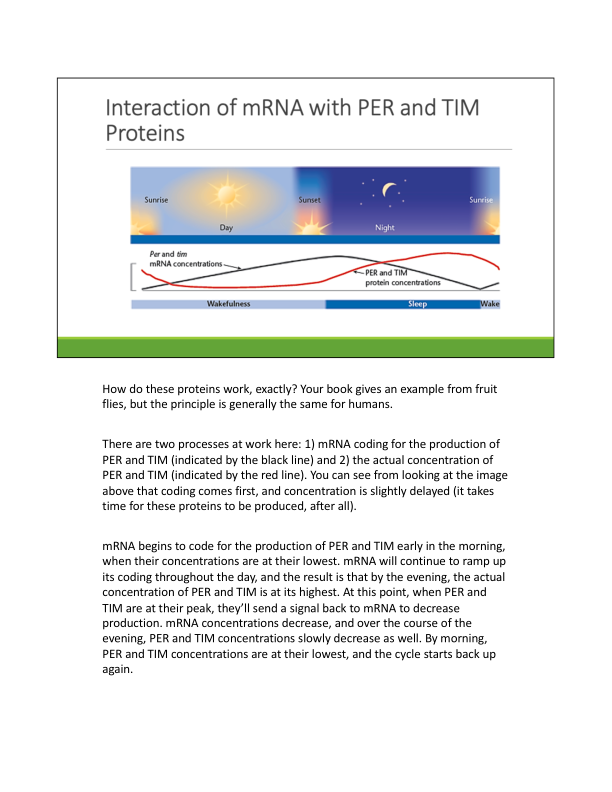 Interaction of mRNA with PER and TIM
Proteins
Sunrise
Sunset
Sunrise
Day
Night
Per and tim
mRNA concentrations
PER and TIM
protein concentrations
Wakefulness
Sleep
Wake
How do these proteins work, exactly? Your book gives an example from fruit
flies, but the principle is generally the same for humans.
There are two processes at work here: 1) mRNA coding for the production of
PER and TIM (indicated by the black line) and 2) the actual concentration of
PER and TIM (indicated by the red line). You can see from looking at the image
above that coding comes first, and concentration is slightly delayed (it takes
time for these proteins to be produced, after all).
mRNA begins to code for the production of PER and TIM early in the morning,
when their concentrations are at their lowest. mRNA will continue to ramp up
its coding throughout the day, and the result is that by the evening, the actual
concentration of PER and TIM is at its highest. At this point, when PER and
TIM are at their peak, they’ll send a signal back to mRNA to decrease
production. mRNA concentrations decrease, and over the course of the
evening, PER and TIM concentrations slowly decrease as well. By morning,
PER and TIM concentrations are at their lowest, and the cycle starts back up
again.